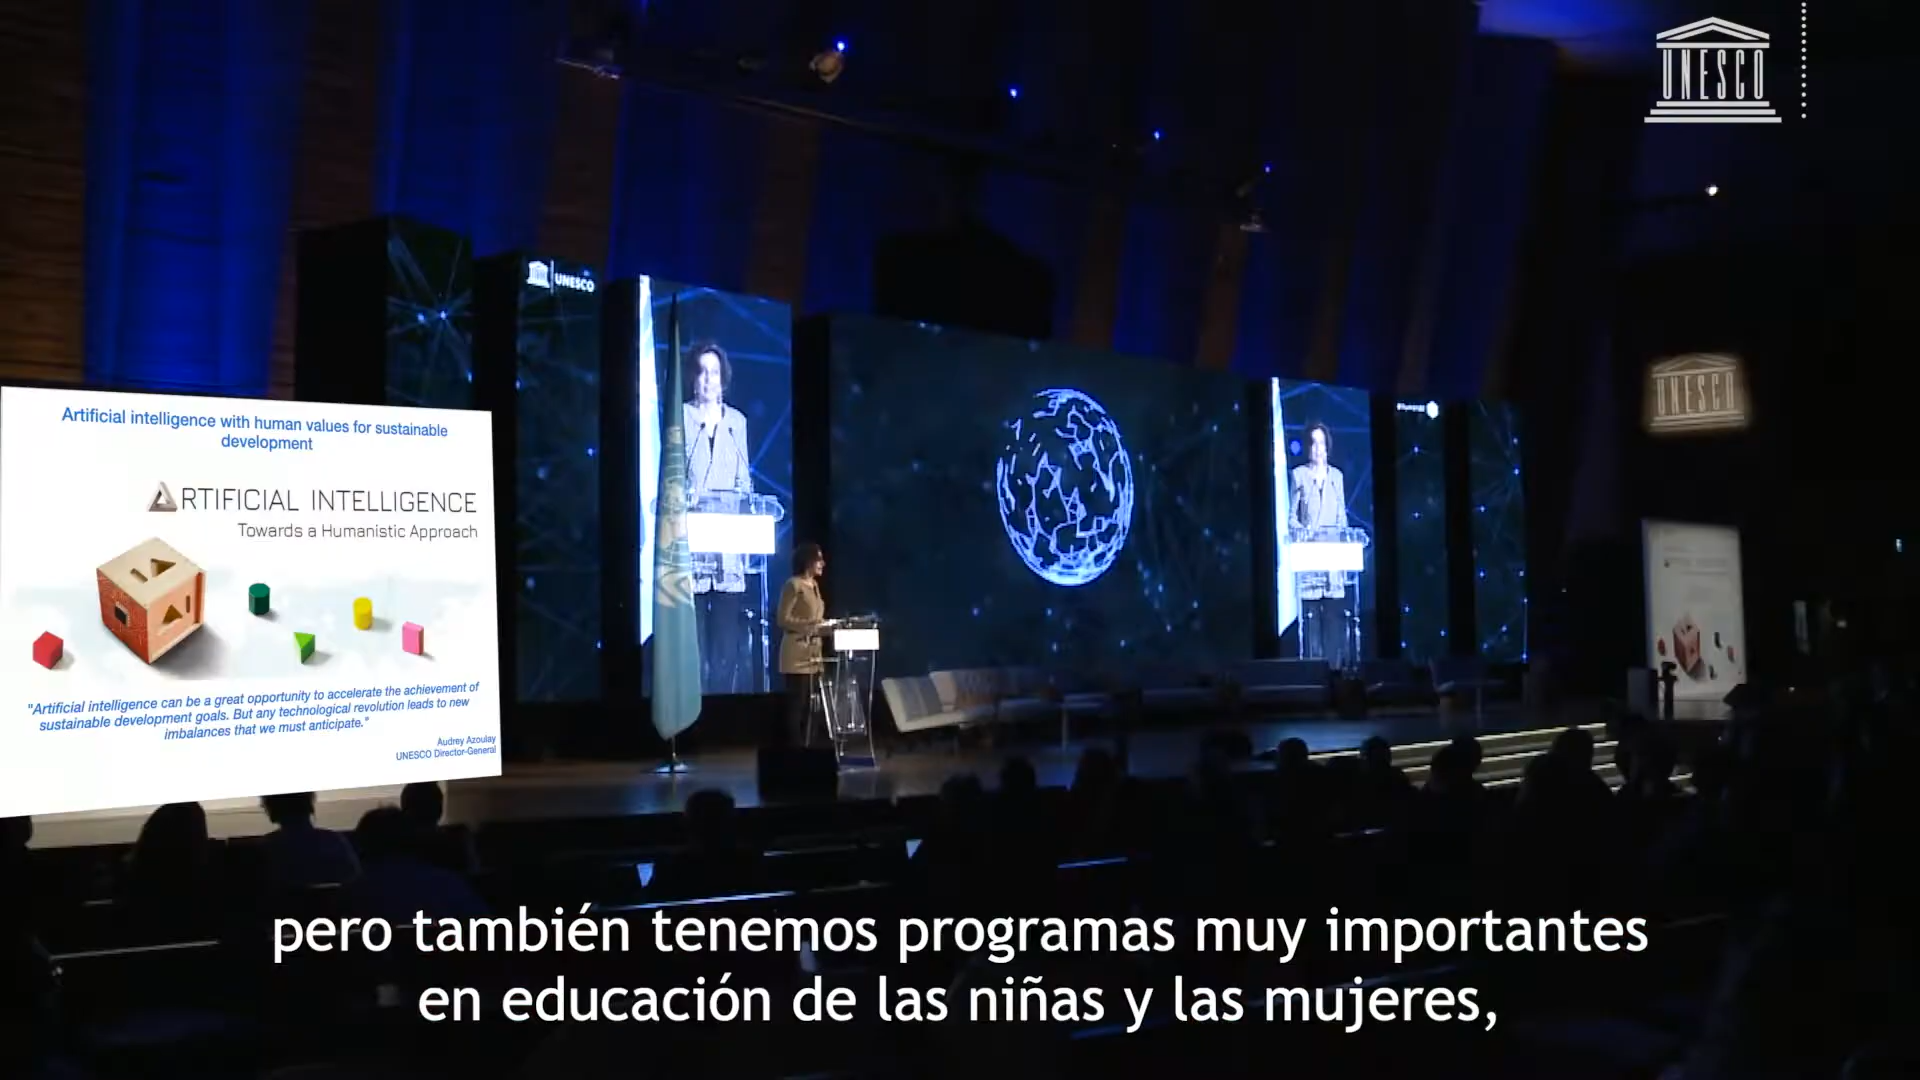 UNESCO
UNESCO
UNESCO
Artificial intelligence with human values for sustainable
development
ARTIFICIAL INTELLIGENCE
Towards a Humanistic Approach
"Artificial intelligence can be a great opportunity to accelerate the achievement of
sustainable development goals. But any technological revolution leads to new
imbalances that we must anticipate."
Audrey Azoulay
UNESCO Director-General
pero también tenemos programas muy importantes
en educación de las niñas y las mujeres,